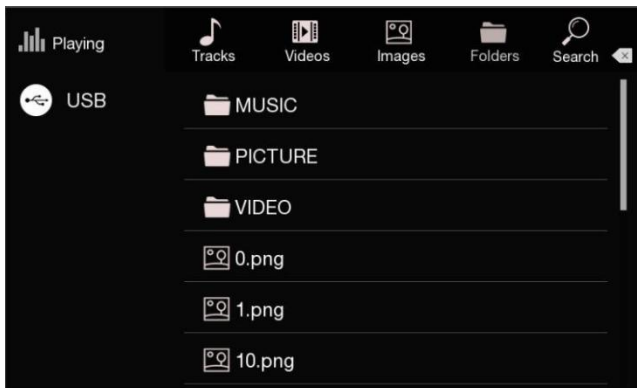 Playing
Tracks
Videos
Images
Folders
Search
USB
MUSIC
PICTURE
VIDEO
0.png
1.png
10.png